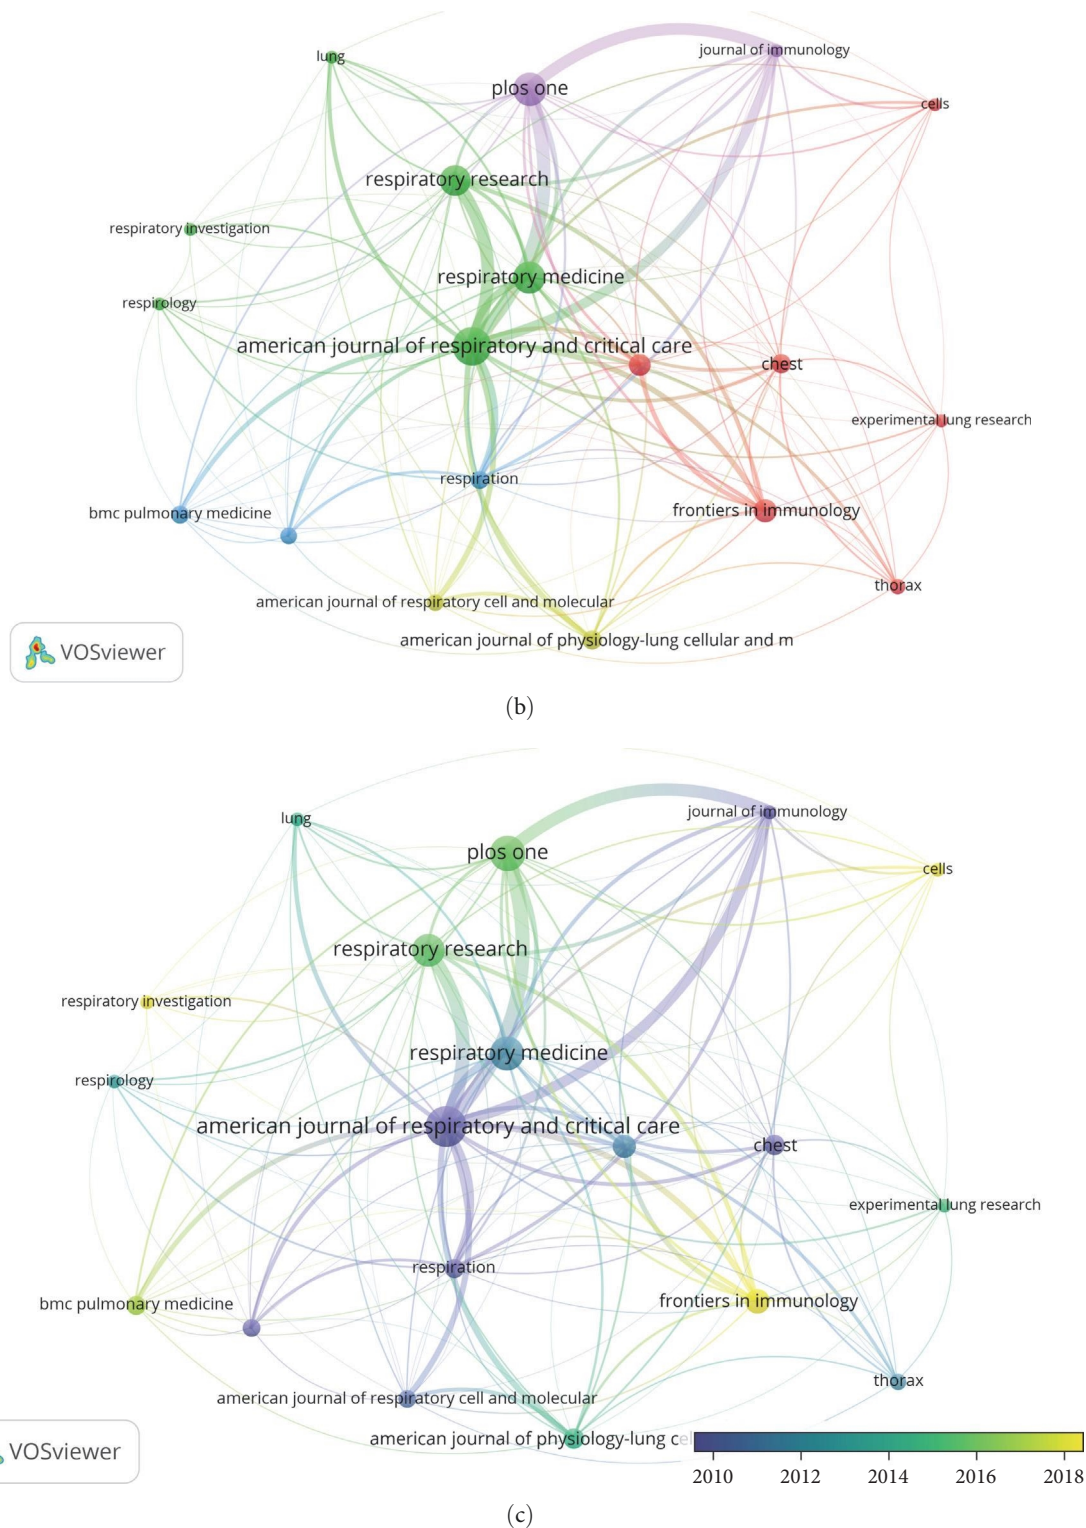 lung
journal of immunology
plos one
cells
respiratory research
respiratory investigation
respiratory medicine
respirology
american journal of respiratory and critical care
chest
experimental lung research
respiration
bmc pulmonary medicine
frontiers in immunology
thorax
american journal of respiratory cell and molecular
american journal of physiology-lung cellular and m
VOSviewer
(b)
lung
journal of immunology
plos one
cells
respiratory research
respiratory investigation
respiratory medicine
respirology
american journal of respiratory and critical care
chest
experimental lung research
respiration
bmc pulmonary medicine
frontiers in immunology
thorax
american journal of respiratory cell and molecular
american journal of physiology-lung cel
VOSviewer
2010 2012 2014 2016 2018
(c)